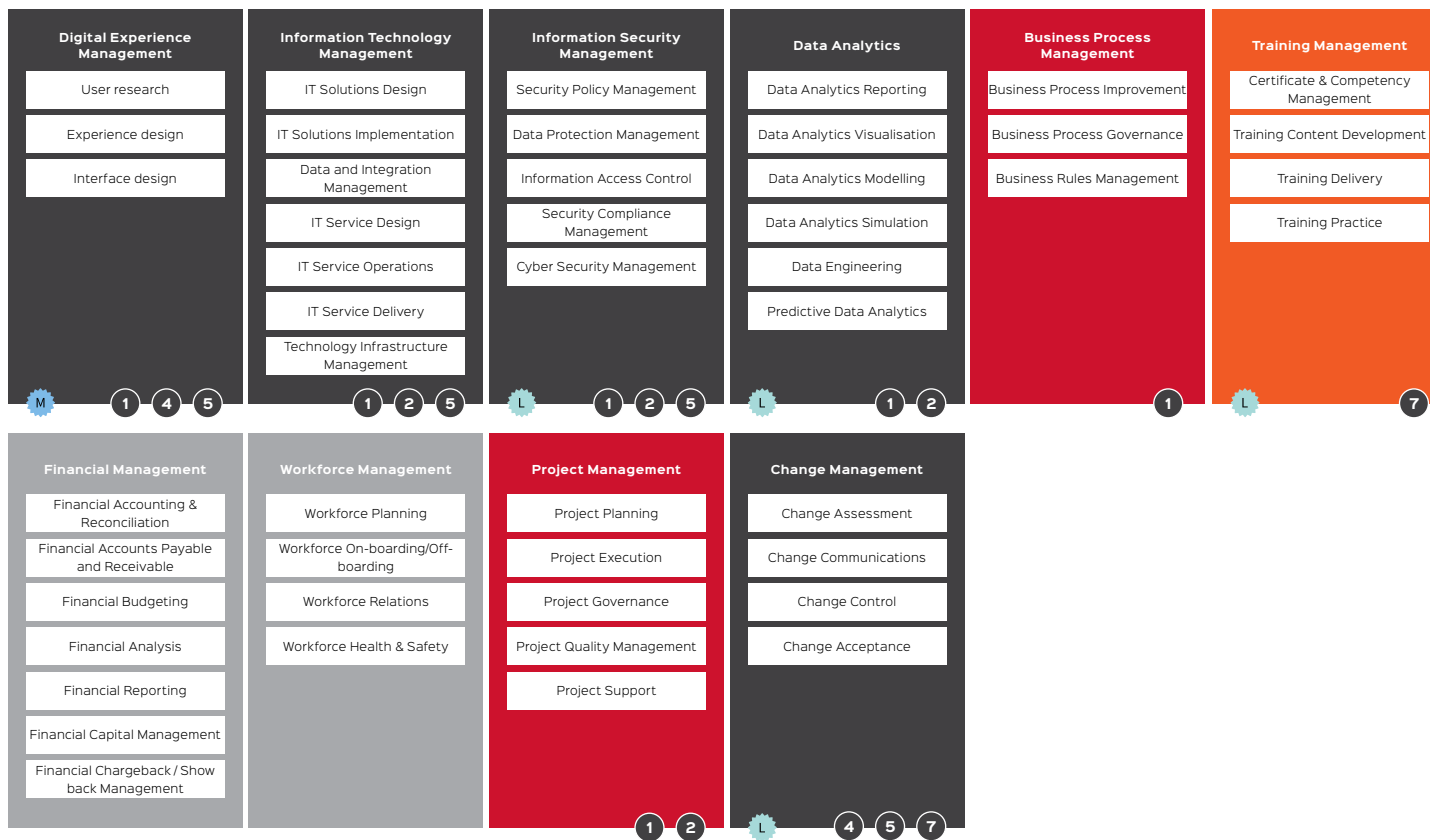 Digital Experience
Management
User research
Experience design
Interface design
M
1
4
5
Information Technology
Management
IT Solutions Design
IT Solutions Implementation
Data and Integration
Management
IT Service Design
IT Service Operations
IT Service Delivery
Technology Infrastructure
Management
1
2
5
Information Security
Management
Security Policy Management
Data Protection Management
Information Access Control
Security Compliance
Management
Cyber Security Management
L
1
2
5
Data Analytics
Data Analytics Reporting
Data Analytics Visualisation
Data Analytics Modelling
Data Analytics Simulation
Data Engineering
Predictive Data Analytics
L
1
2
Business Process
Management
Business Process Improvement
Business Process Governance
Business Rules Management
1
Training Management
Certificate & Competency
Management
Training Content Development
Training Delivery
Training Practice
L
7
Financial Management
Financial Accounting &
Reconciliation
Financial Accounts Payable
and Receivable
Financial Budgeting
Financial Analysis
Financial Reporting
Financial Capital Management
Financial Chargeback / Show
back Management
Workforce Management
Workforce Planning
Workforce On-boarding/Off-
boarding
Workforce Relations
Workforce Health & Safety
Project Management
Project Planning
Project Execution
Project Governance
Project Quality Management
Project Support
1
2
Change Management
Change Assessment
Change Communications
Change Control
Change Acceptance
L
4
5
7